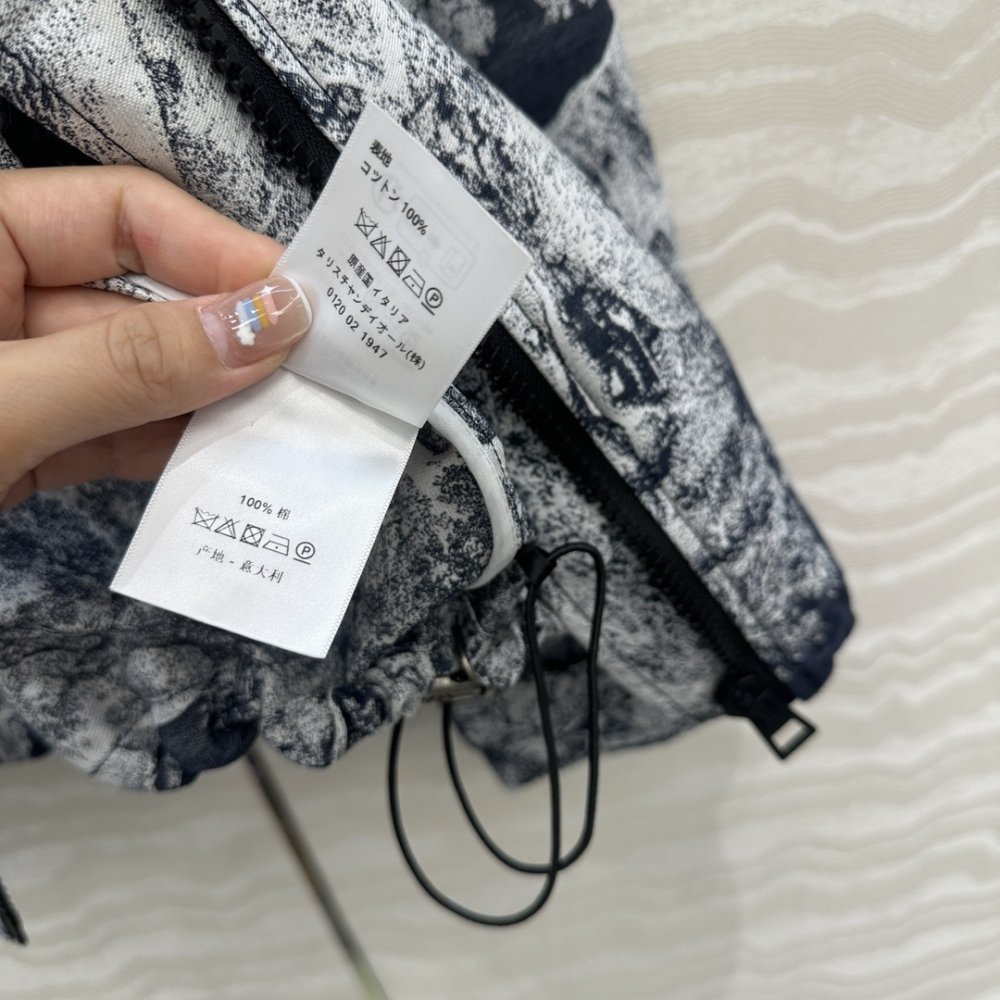 表地
コットン 100%
P
原産国 イタリア
タリスチャンディオール(株)
0120 02 1947
100% 棉
P
产地 - 意大利